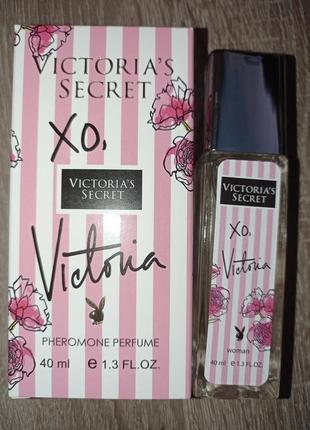 VICTORIA'S
SECRET
XO,
VICTORIA'S
SECRET
Victoria
PHEROMONE PERFUME
40 ml e 1.3 FL.OZ.
VICTORIA'S
SECRET
XO,
Victoria
woman
40 ml e 1.3 FL.OZ.